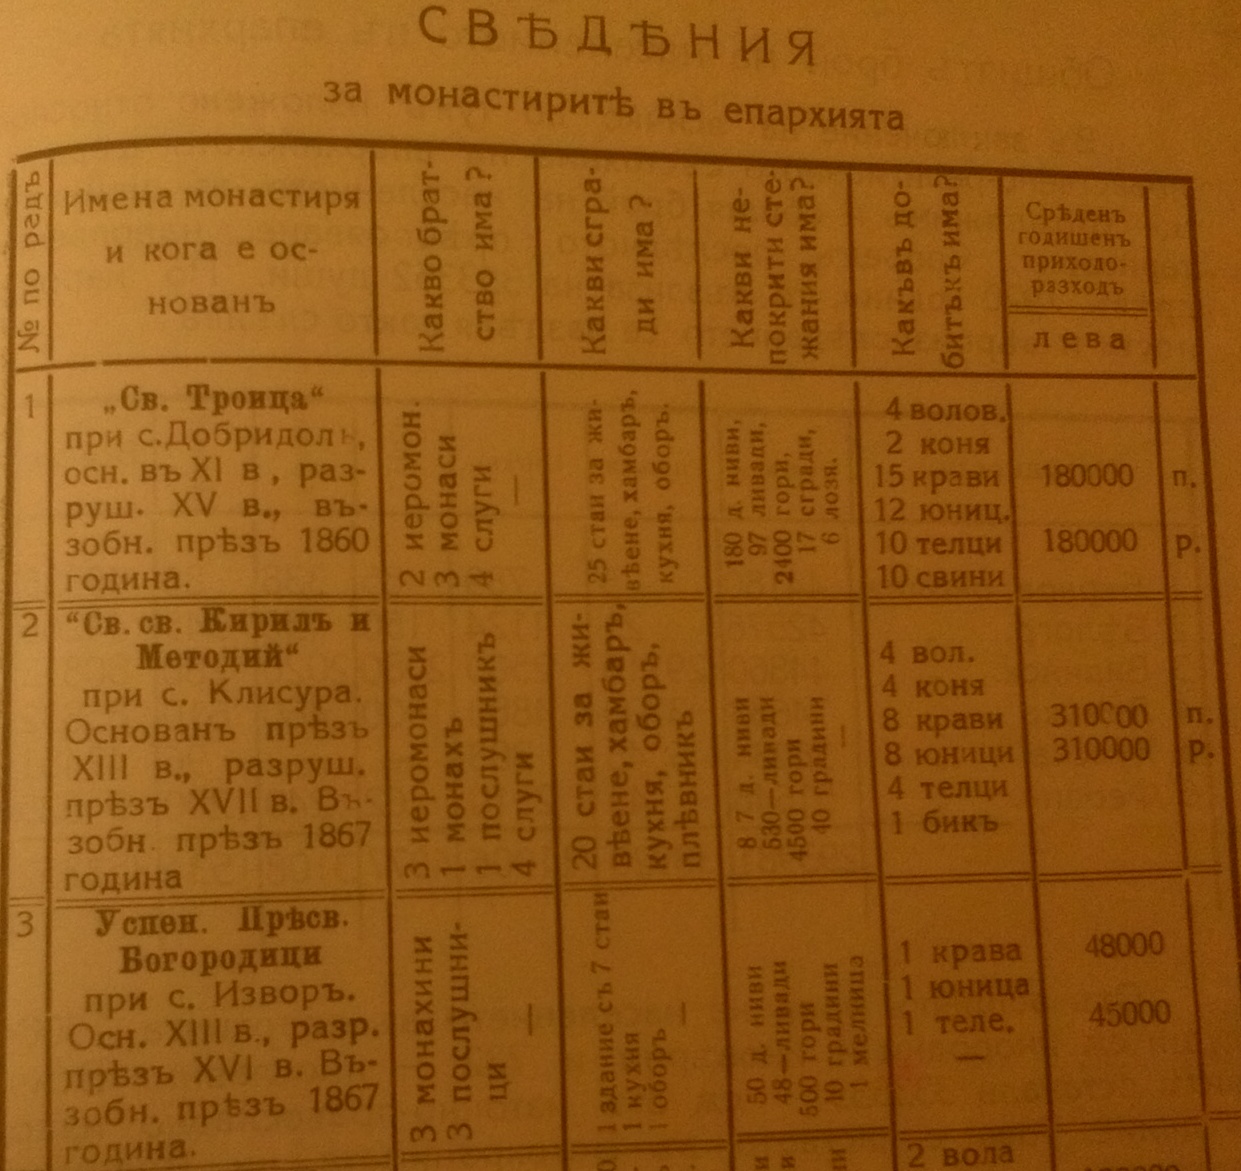 СВѢДѢНИЯ
за монастиритѣ въ епархията
№ по редъ
Име на монастиря
и кога е ос-
нованъ
Какво брат-
ство има?
Какви сгра-
ди има?
Какви не-
покрити сте-
жания има?
Какъвъ до-
битъкъ има?
Срѣденъ
годишенъ
приходо-
разходъ
лева
1
„Св. Троица“
при с.Добридолъ,
осн. въ XI в, раз-
руш. XV в., въ-
зобн. прѣзъ 1860
година.
2 иеромон.
3 монаси
4 слуги
—
25 стаи за жи-
вѣене, хамбаръ,
кухня, оборъ.
180 д. ниви,
97 ливади,
2400 гори,
17 сгради,
6 лозя.
4 волов.
2 коня
15 крави
12 юниц.
10 телци
10 свини
180000 п.
180000 р.
2
“Св. св. Кирилъ и
Методий“
при с. Клисура.
Основанъ прѣзъ
XIII в., разруш.
прѣзъ XVII в. Въ-
зобн. прѣзъ 1867
година
3 иеромонаси
1 монахъ
1 послушникъ
4 слуги
20 стаи за жи-
вѣене, хамбаръ,
кухня, оборъ,
плѣвникъ
8 7 д. ниви
530—ливади
4500 гори
40 градини
—
4 вол.
4 коня
8 крави
8 юници
4 телци
1 бикъ
310000 п.
310000 р.
3
Успен. Прѣсв.
Богородици
при с. Изворъ.
Осн. XIII в., разр.
прѣзъ XVI в. Въ-
зобн. прѣзъ 1867
година.
3 монахини
3 послушни-
ци —
1 здание съ 7 стаи
1 кухня
1 оборъ —
50 д. ниви
48—ливади
500 гори
10 градини
1 мелница
1 крава
1 юница
1 теле.
—
48000
45000
2 вола